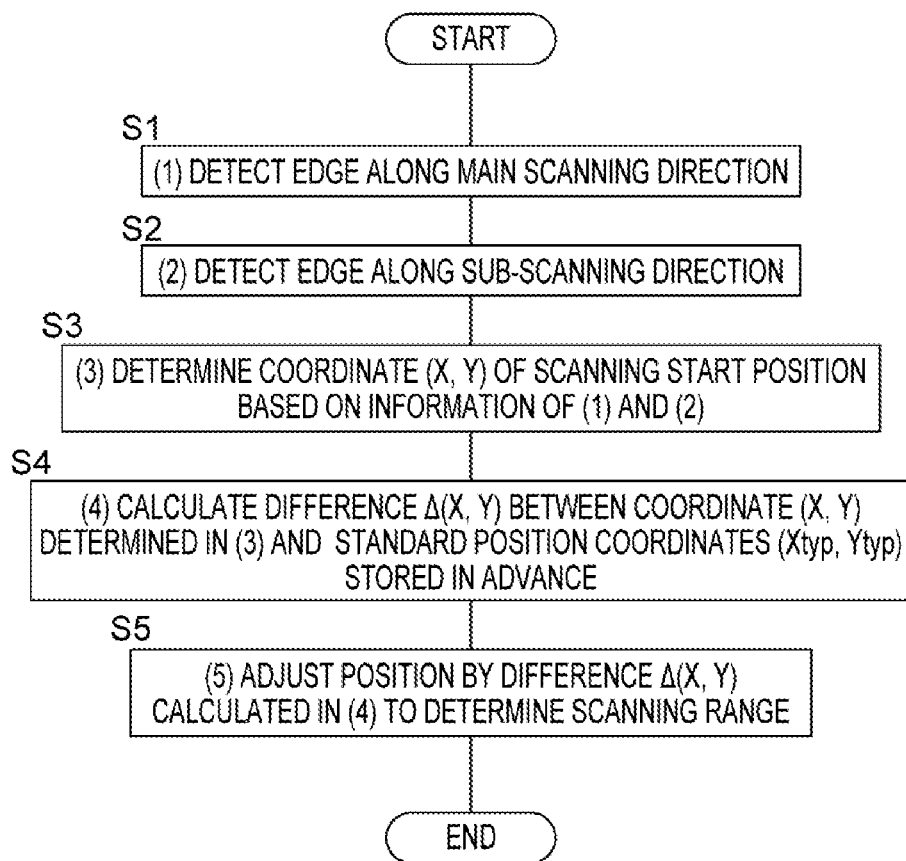 START
S1
(1) DETECT EDGE ALONG MAIN SCANNING DIRECTION
S2
(2) DETECT EDGE ALONG SUB-SCANNING DIRECTION
S3
(3) DETERMINE COORDINATE (X, Y) OF SCANNING START POSITION
BASED ON INFORMATION OF (1) AND (2)
S4
(4) CALCULATE DIFFERENCE Δ(X, Y) BETWEEN COORDINATE (X, Y)
DETERMINED IN (3) AND STANDARD POSITION COORDINATES (Xtyp, Ytyp)
STORED IN ADVANCE
S5
(5) ADJUST POSITION BY DIFFERENCE Δ(X, Y)
CALCULATED IN (4) TO DETERMINE SCANNING RANGE
END